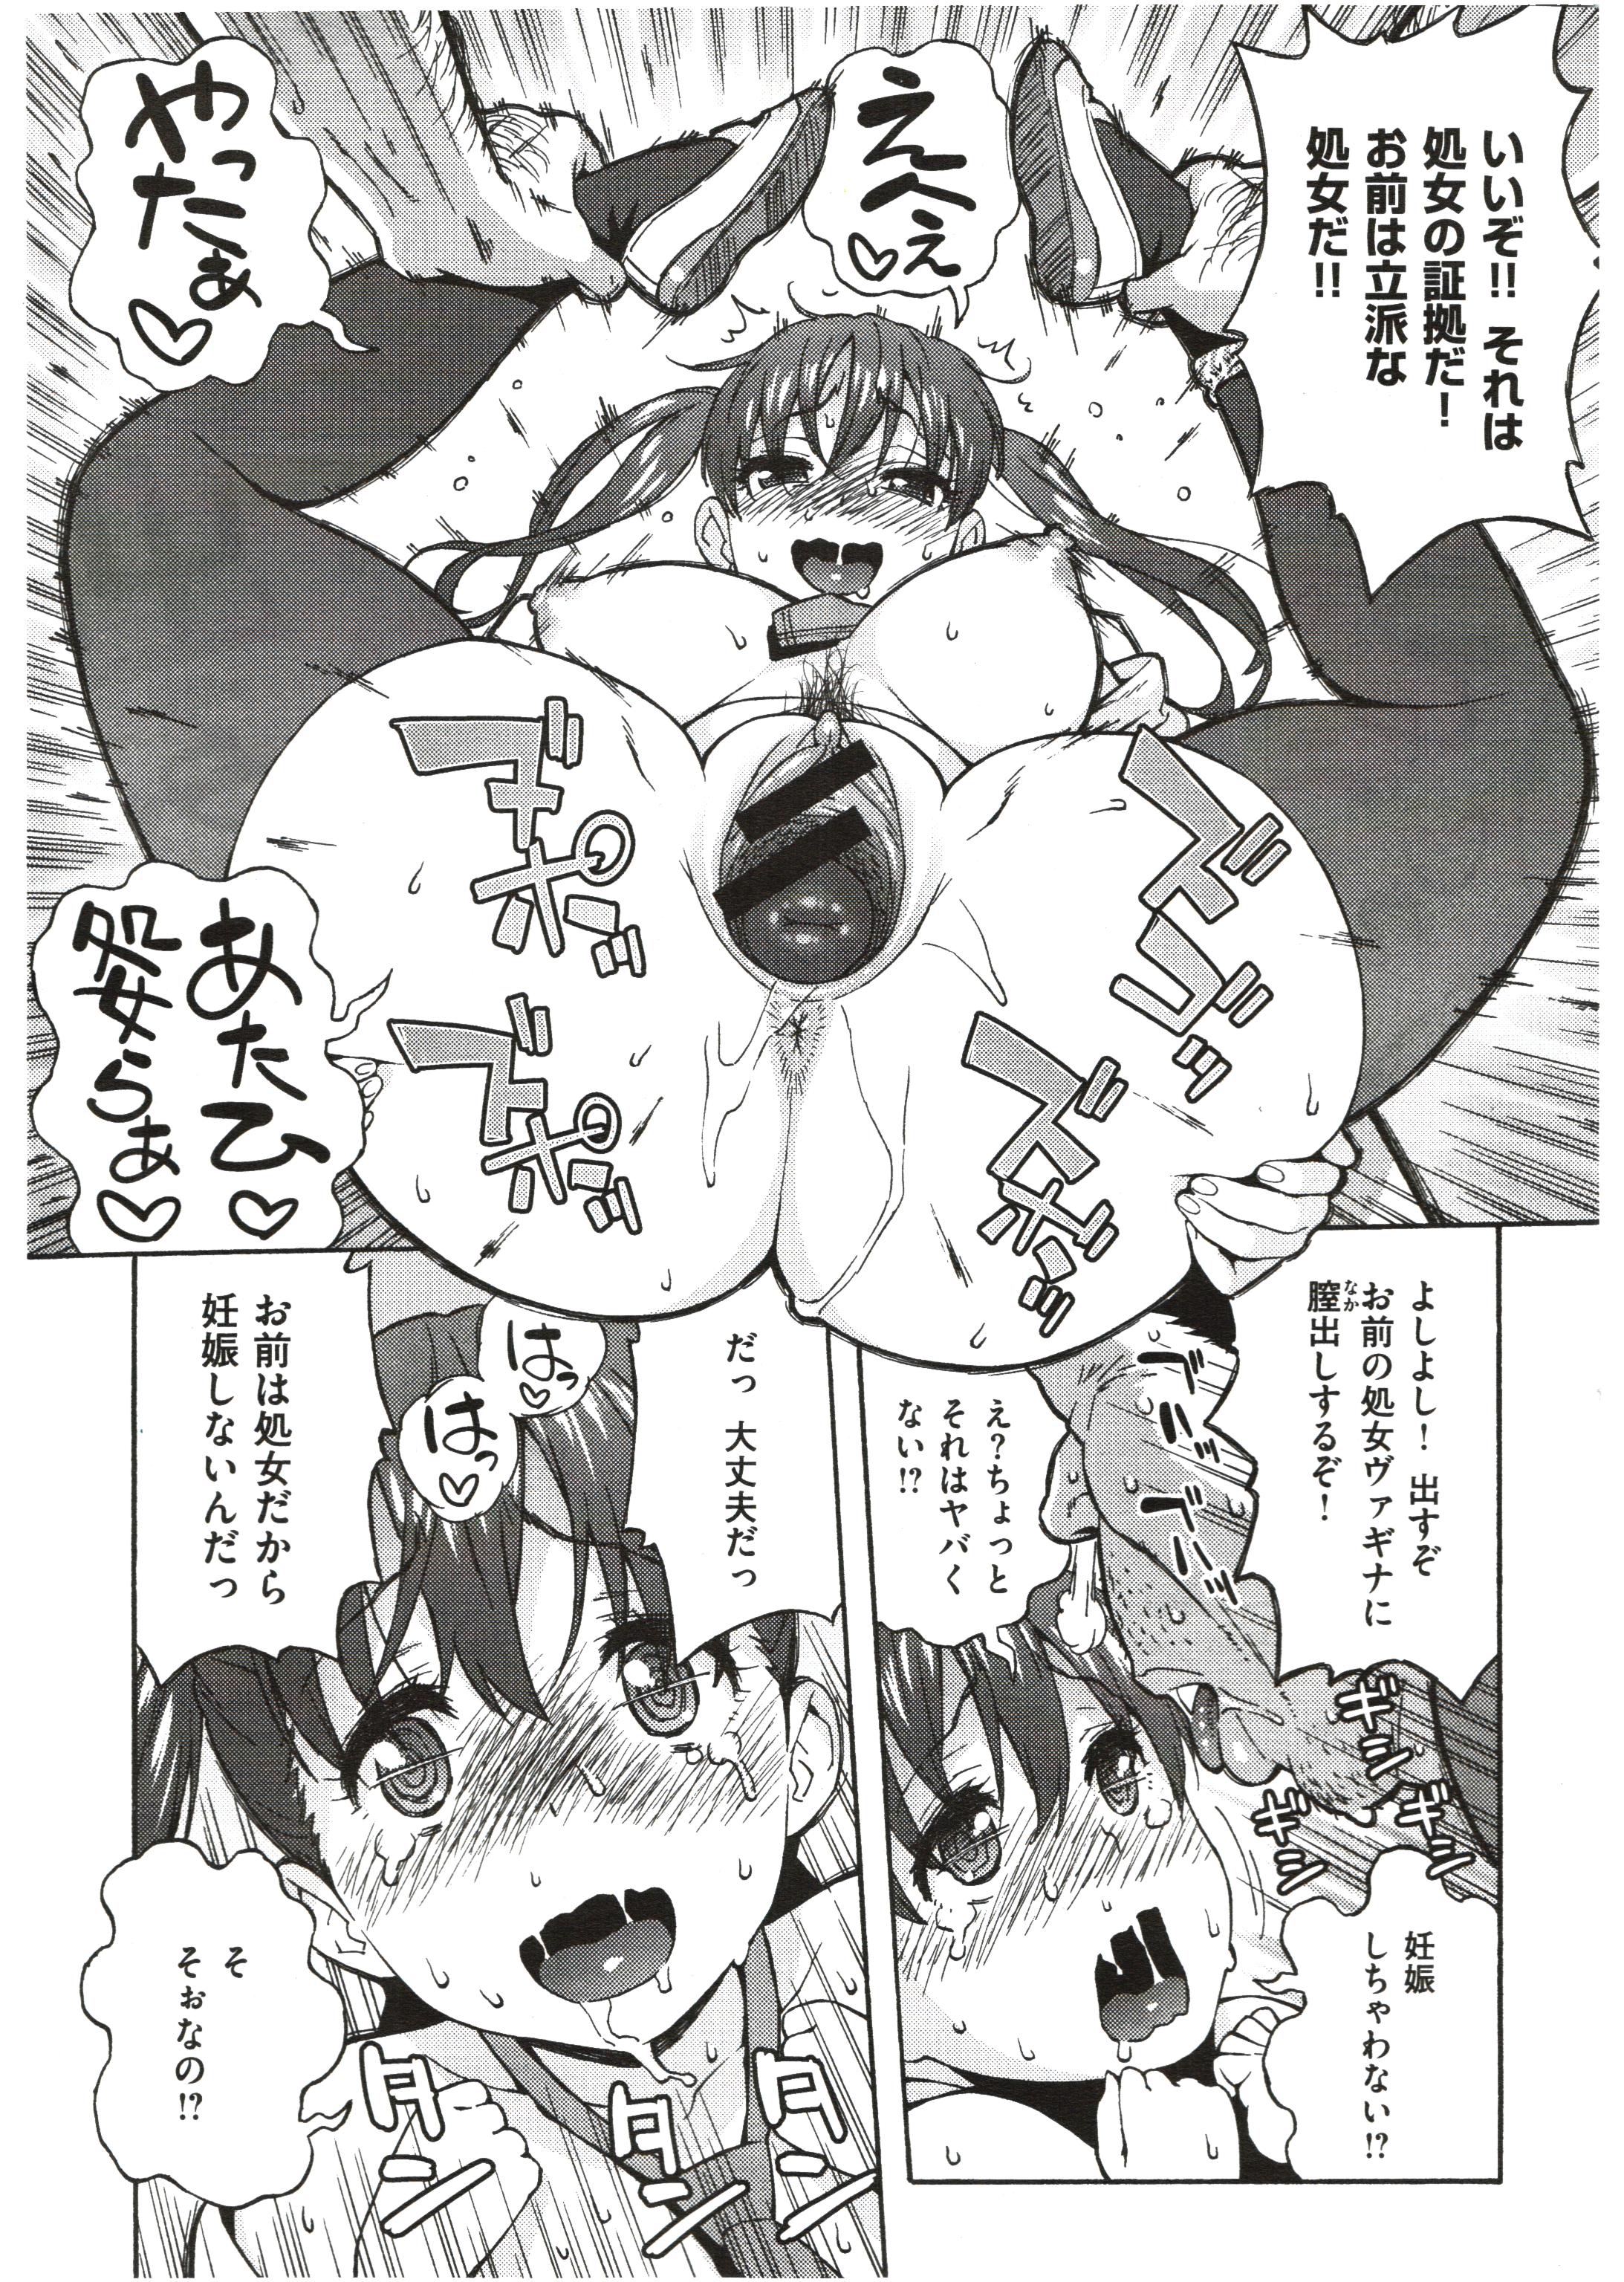 いいぞ!! それは
処女の証拠だ!
お前は立派な
処女だ!!
えへぇ♡
やったぁ♡
あたひ♡
処女らぁ♡
ズポッ
ズポッ
よしよし! 出すぞ
お前の処女ヴァギナに
膣出しするぞ!
なか
え?ちょっと
それはヤバく
ない!?
ギシ
ギシ
ギシ
妊娠
しちゃわない!?
だっ 大丈夫だっ
はっ♡
はっ♡
お前は処女だから
妊娠しないんだっ
そ
そぉなの!?